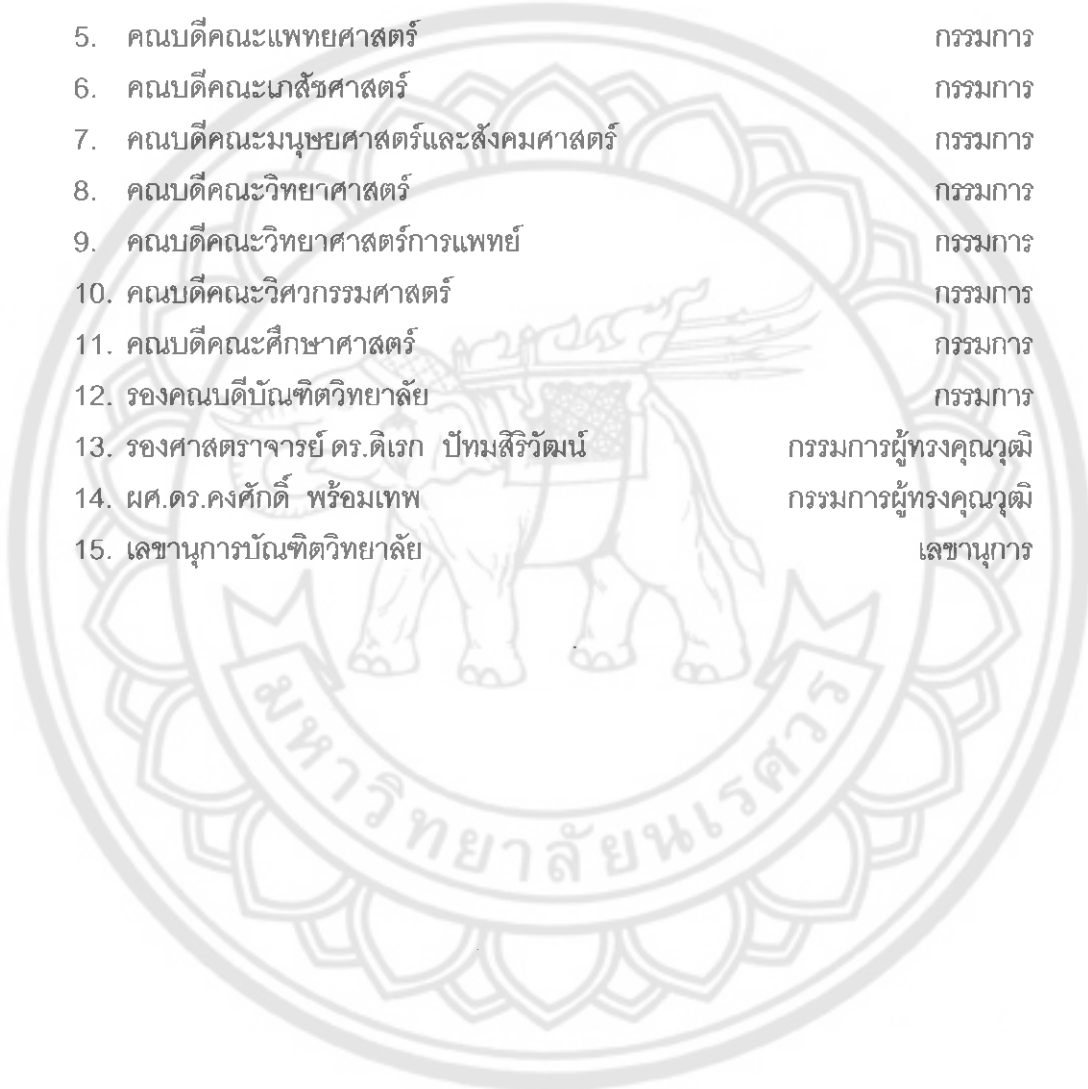 5. คณบดีคณะแพทยศาสตร์ กรรมการ
6. คณบดีคณะเภสัชศาสตร์ กรรมการ
7. คณบดีคณะมนุษยศาสตร์และสังคมศาสตร์ กรรมการ
8. คณบดีคณะวิทยาศาสตร์ กรรมการ
9. คณบดีคณะวิทยาศาสตร์การแพทย์ กรรมการ
10. คณบดีคณะวิศวกรรมศาสตร์ กรรมการ
11. คณบดีคณะศึกษาศาสตร์ กรรมการ
12. รองคณบดีบัณฑิตวิทยาลัย กรรมการ
13. รองศาสตราจารย์ ดร.ดิเรก ปัทมสิริวัฒน์ กรรมการผู้ทรงคุณวุฒิ
14. ผศ.ดร.คงศักดิ์ พร้อมเทพ กรรมการผู้ทรงคุณวุฒิ
15. เลขานุการบัณฑิตวิทยาลัย เลขานุการ
มหาวิทยาลัยนเรศวร